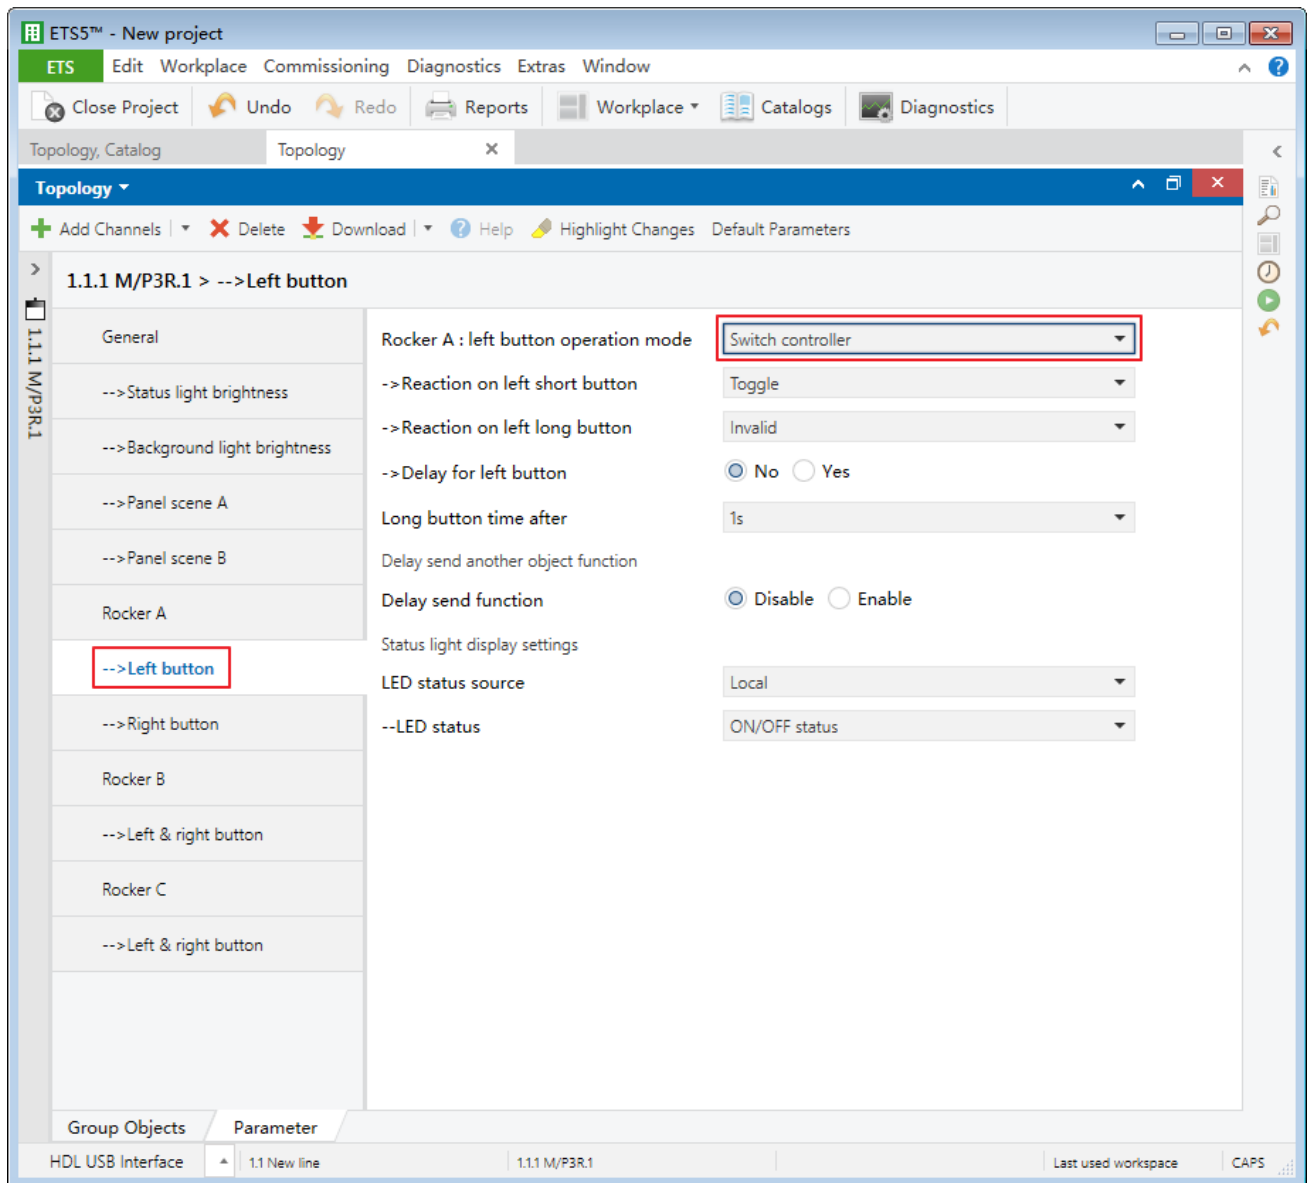 ETS5™ - New project
ETS Edit Workplace Commissioning Diagnostics Extras Window
Close Project Undo Redo Reports Workplace Catalogs Diagnostics
Topology, Catalog Topology
Topology
Add Channels Delete Download Help Highlight Changes Default Parameters
1.1.1 M/P3R.1 > -->Left button
1.1.1 M/P3R.1
General
-->Status light brightness
-->Background light brightness
-->Panel scene A
-->Panel scene B
Rocker A
-->Left button
-->Right button
Rocker B
-->Left & right button
Rocker C
-->Left & right button
Rocker A : left button operation mode Switch controller
->Reaction on left short button Toggle
->Reaction on left long button Invalid
->Delay for left button No Yes
Long button time after 1s
Delay send another object function
Delay send function Disable Enable
Status light display settings
LED status source Local
--LED status ON/OFF status
Group Objects Parameter
HDL USB Interface 1.1 New line 1.1.1 M/P3R.1 Last used workspace CAPS